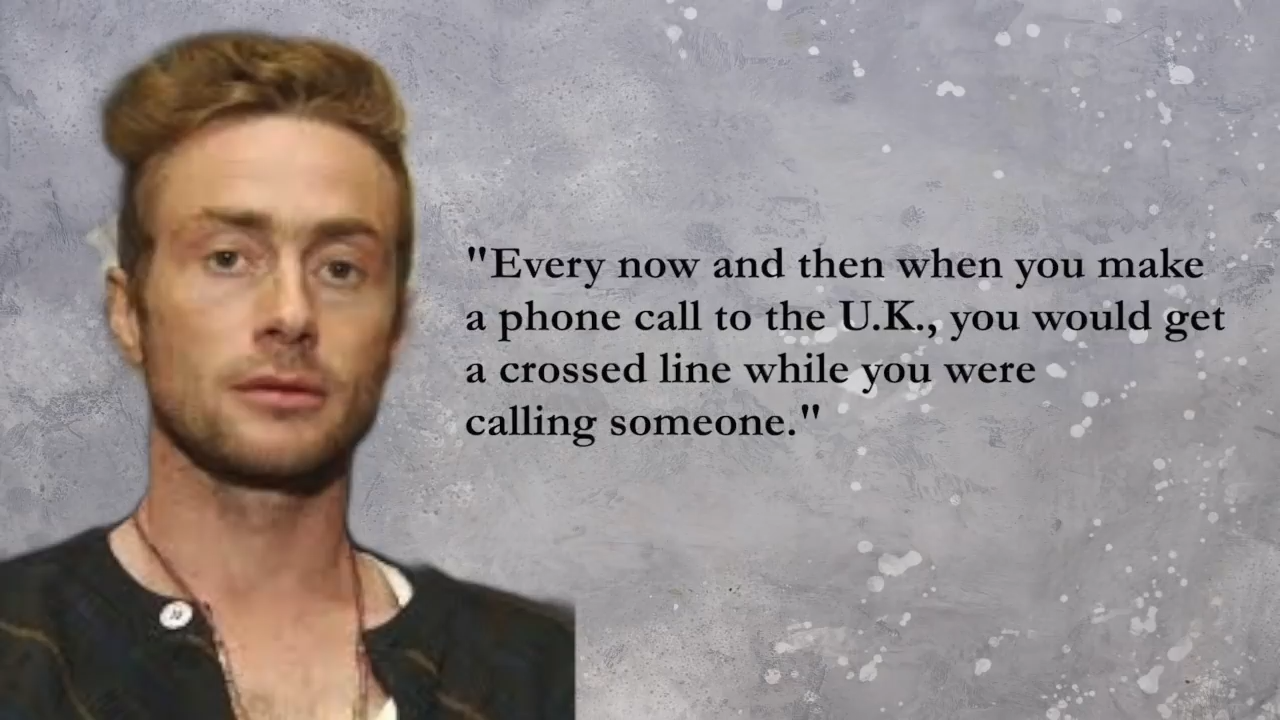 "Every now and then when you make
a phone call to the U.K., you would get
a crossed line while you were
calling someone."